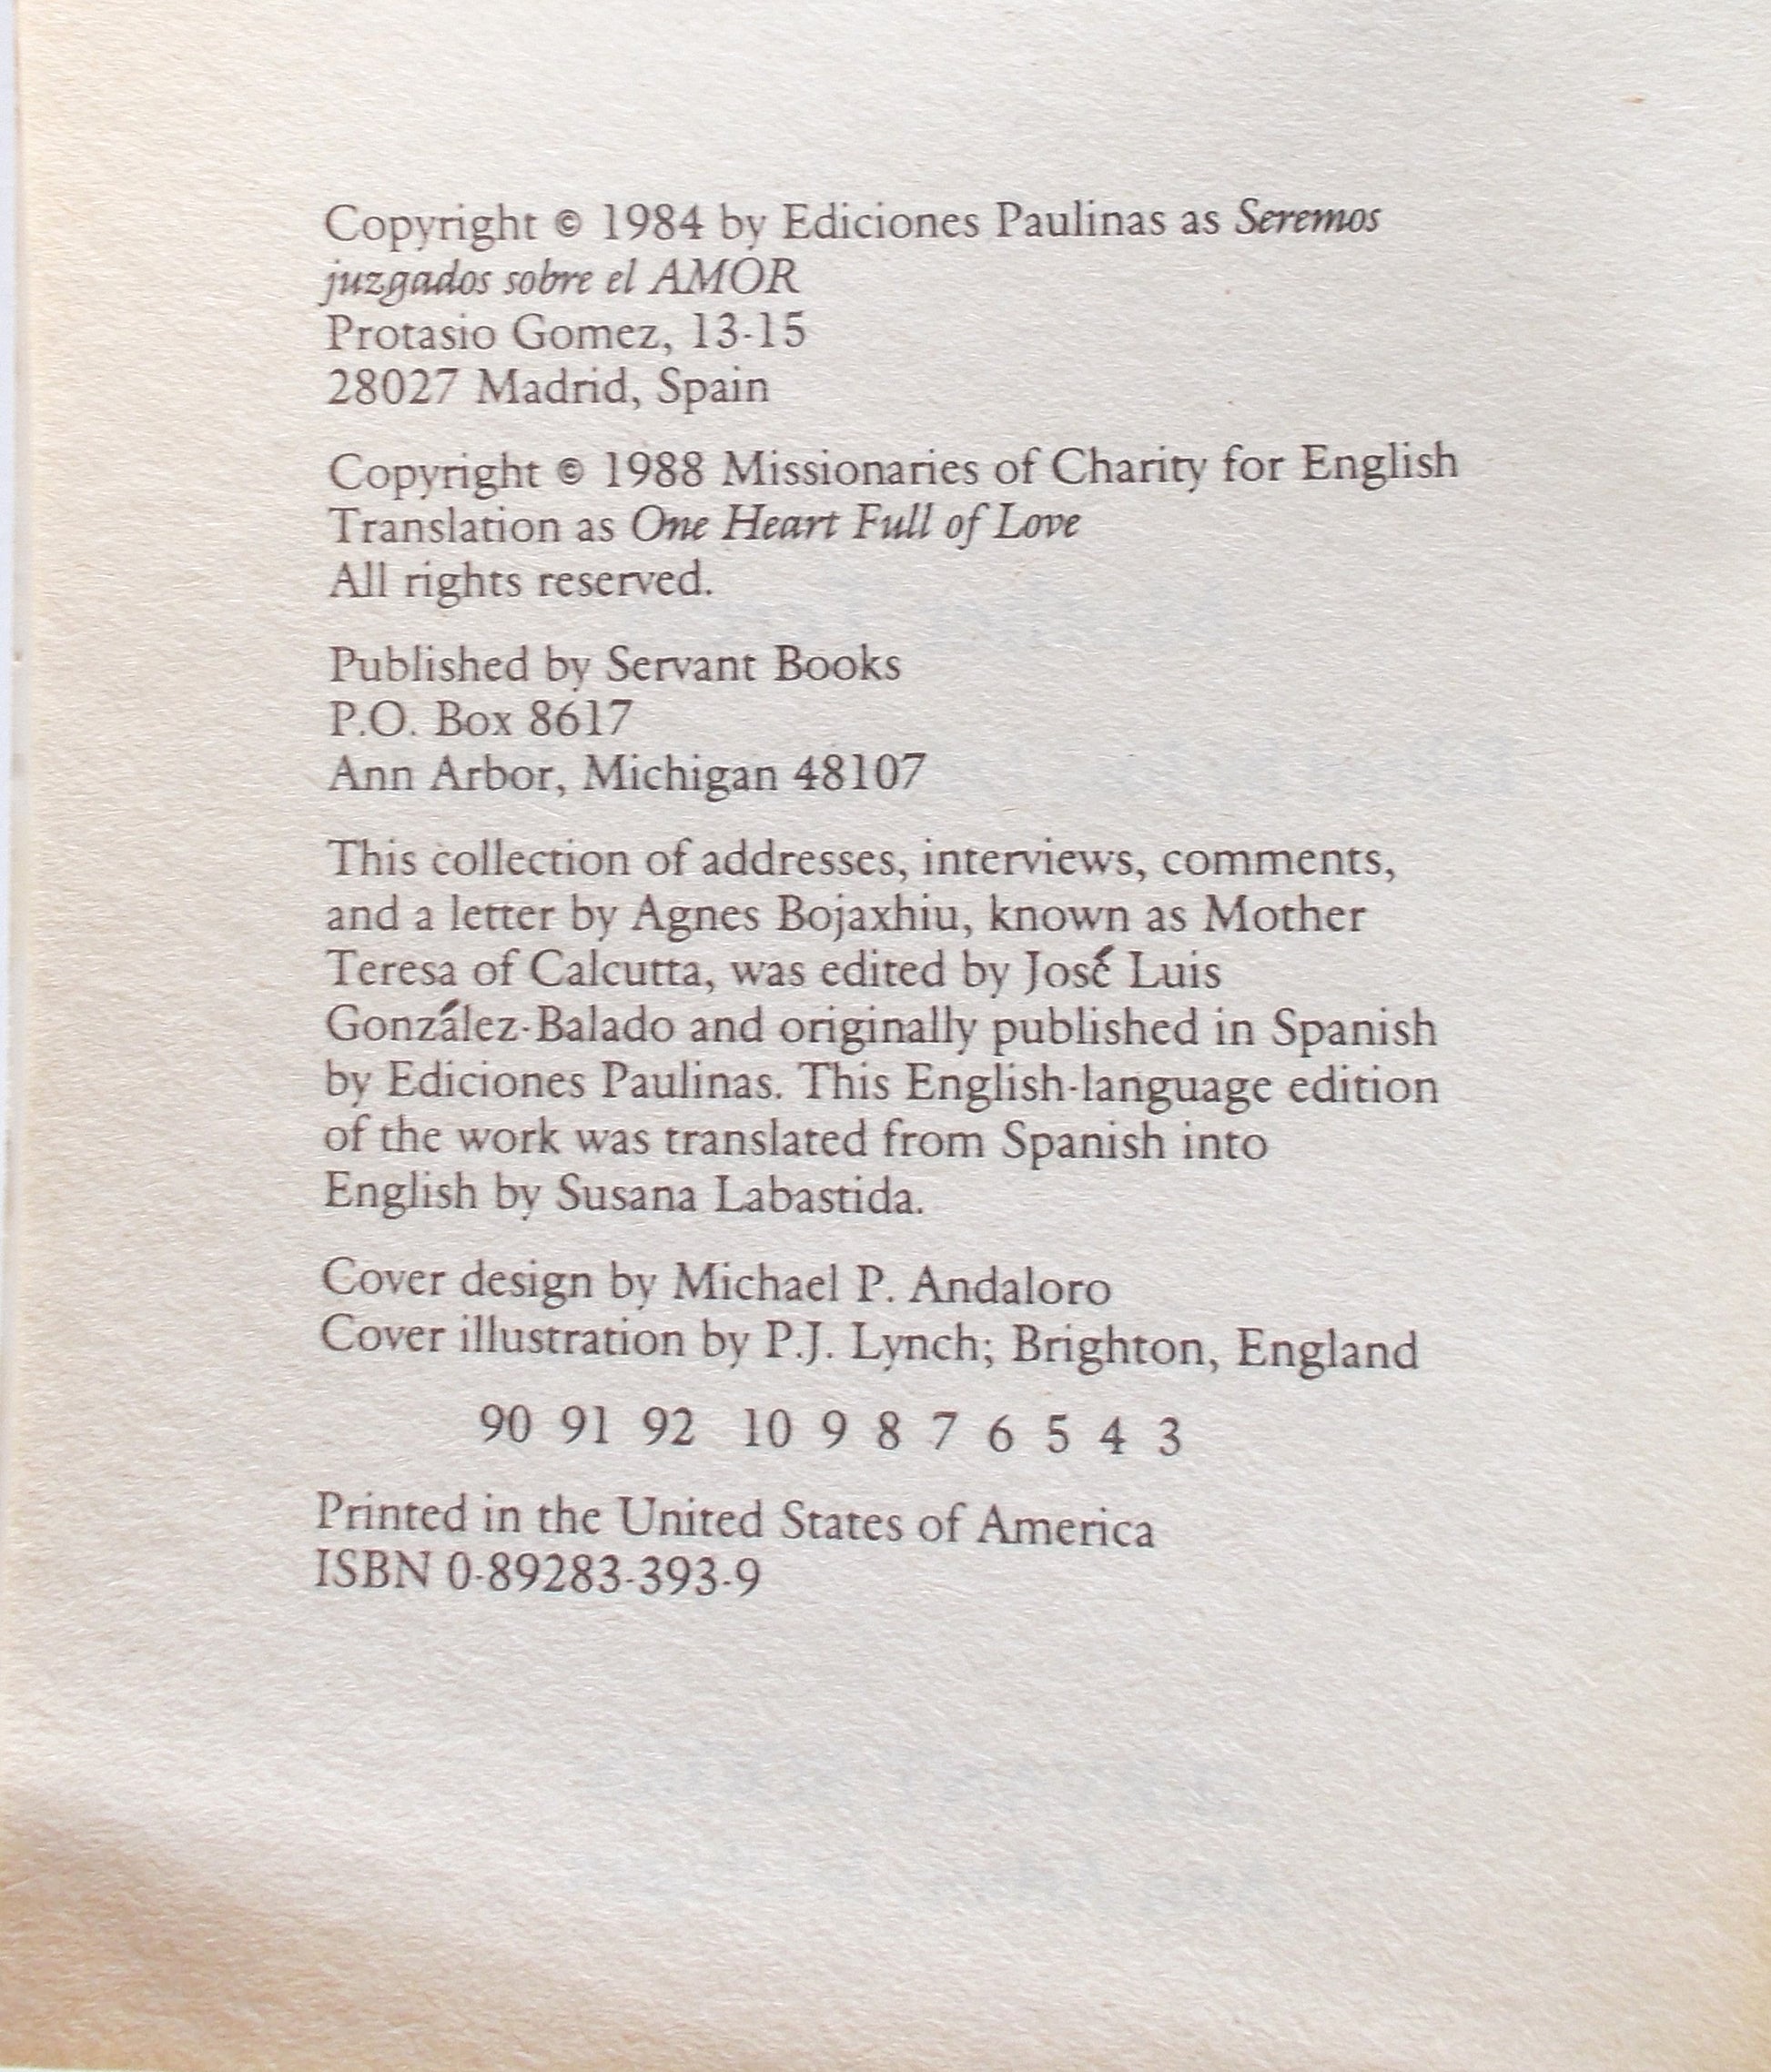 Copyright © 1984 by Ediciones Paulinas as Seremos
juzgados sobre el AMOR
Protasio Gomez, 13-15
28027 Madrid, Spain
Copyright © 1988 Missionaries of Charity for English
Translation as One Heart Full of Love
All rights reserved.
Published by Servant Books
P.O. Box 8617
Ann Arbor, Michigan 48107
This collection of addresses, interviews, comments,
and a letter by Agnes Bojaxhiu, known as Mother
Teresa of Calcutta, was edited by José Luis
González-Balado and originally published in Spanish
by Ediciones Paulinas. This English-language edition
of the work was translated from Spanish into
English by Susana Labastida.
Cover design by Michael P. Andaloro
Cover illustration by P.J. Lynch; Brighton, England
90 91 92 10 9 8 7 6 5 4 3
Printed in the United States of America
ISBN 0-89283-393-9